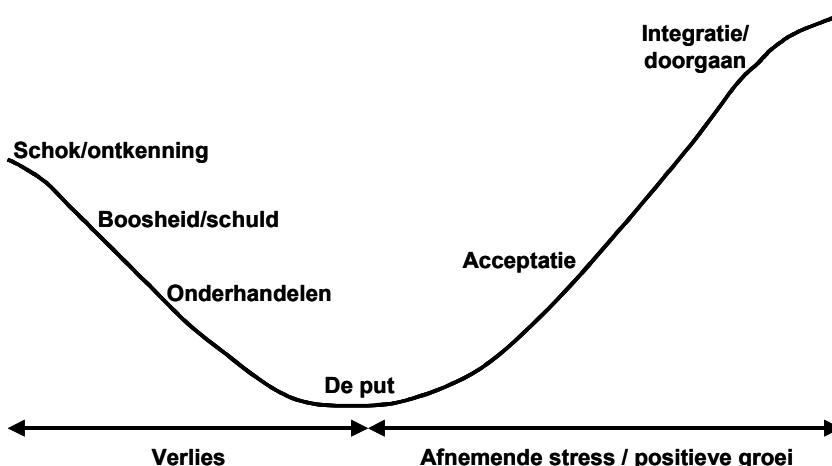 Integratie/
doorgaan
Schok/ontkenning
Boosheid/schuld
Acceptatie
Onderhandelen
De put
Verlies
Afnemende stress / positieve groei